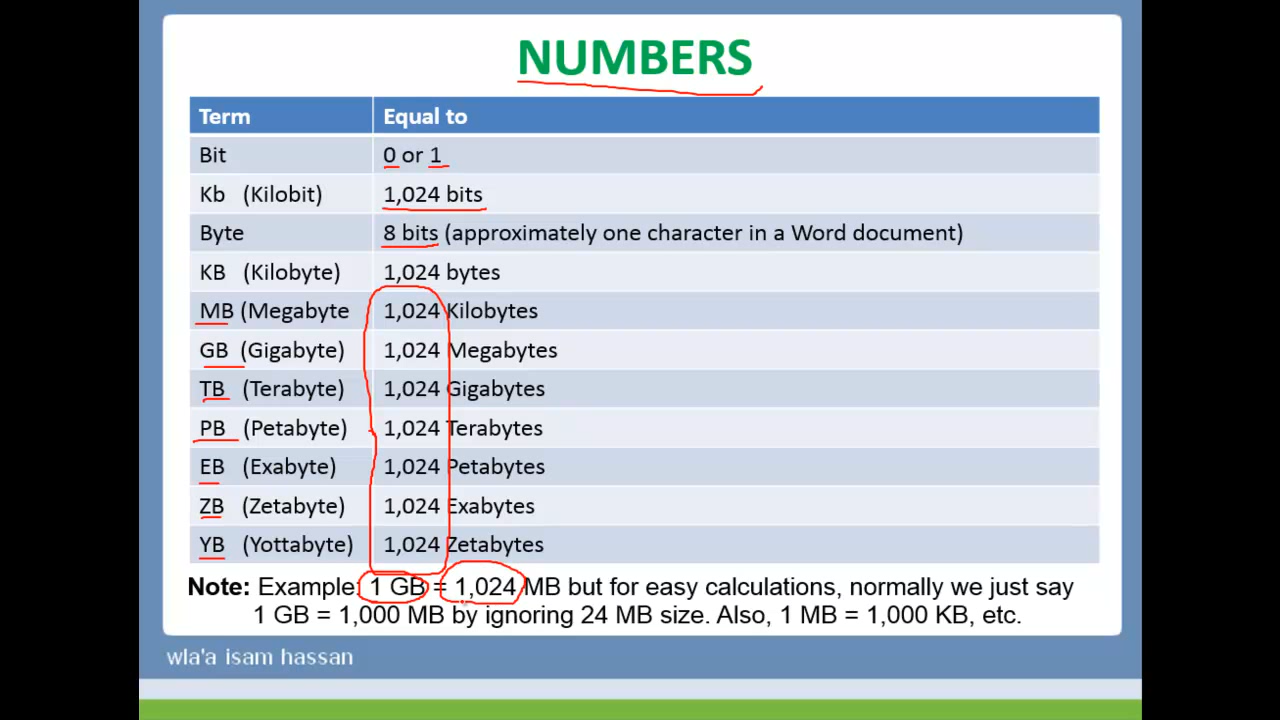 NUMBERS
Term Equal to
Bit 0 or 1
Kb (Kilobit) 1,024 bits
Byte 8 bits (approximately one character in a Word document)
KB (Kilobyte) 1,024 bytes
MB (Megabyte 1,024 Kilobytes
GB (Gigabyte) 1,024 Megabytes
TB (Terabyte) 1,024 Gigabytes
PB (Petabyte) 1,024 Terabytes
EB (Exabyte) 1,024 Petabytes
ZB (Zetabyte) 1,024 Exabytes
YB (Yottabyte) 1,024 Zetabytes
Note: Example: 1 GB = 1,024 MB but for easy calculations, normally we just say
1 GB = 1,000 MB by ignoring 24 MB size. Also, 1 MB = 1,000 KB, etc.
wla'a isam hassan